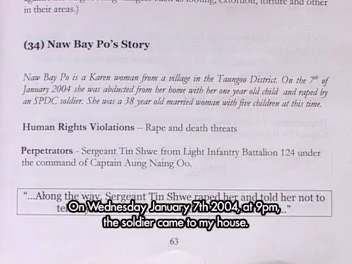 in their areas.)
(34) Naw Bay Po's Story
Naw Bay Po is a Karen woman from a village in the Taungoo District. On the 7th of
January 2004 she was abducted from her home with her one year old child and raped by
an SPDC soldier. She was a 38 year old married woman with five children at this time.
Human Rights Violations – Rape and death threats
Perpetrators - Sergeant Tin Shwe from Light Infantry Battalion 124 under
the command of Captain Aung Naing Oo.
"...Along the way, Sergeant Tin Shwe raped her and told her not to
On Wednesday January 7th 2004, at 9pm,
the soldier came to my house.
63